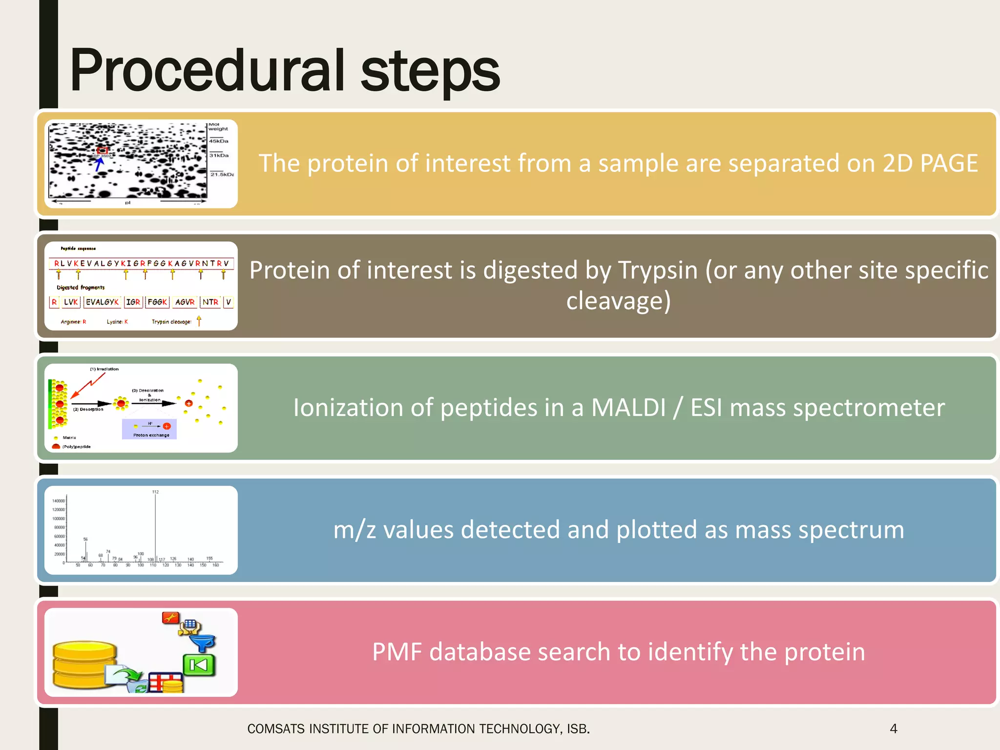 Procedural steps
Mol
weight
45kDa
SSP 3502
31kDa
21.5kDa
pI
The protein of interest from a sample are separated on 2D PAGE
Peptide sequence
RLVKEVALGYKIGRFGGKAGVRNTRV
Digested fragments
R LVK EVALGYK IGR FGGK AGVR NTR V
Arginine: R Lysine: K Trypsin cleavage:
Protein of interest is digested by Trypsin (or any other site specific
cleavage)
(1) Irradiation
(3) Desolvation
&
Ionization
(2) Desorption
H+
Proton exchange
Matrix
(Poly)peptide
Ionization of peptides in a MALDI / ESI mass spectrometer
112
140000
120000
100000
80000
60000
40000
20000
0
56
54 68 74 79 84 96 100 108 117 126 140 155
50 60 70 80 90 100 110 120 130 140 150 160
m/z values detected and plotted as mass spectrum
PMF database search to identify the protein
COMSATS INSTITUTE OF INFORMATION TECHNOLOGY, ISB.
4